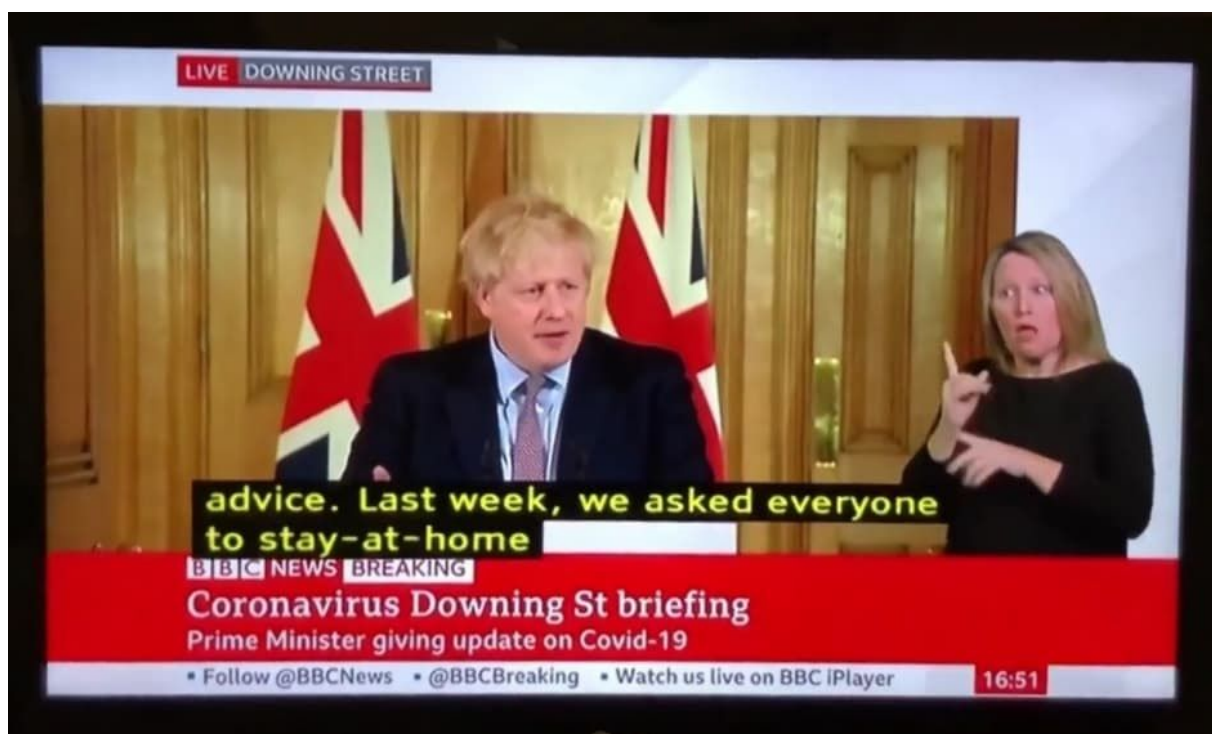 LIVE DOWNING STREET
advice. Last week, we asked everyone
to stay-at-home
BBC NEWS BREAKING
Coronavirus Downing St briefing
Prime Minister giving update on Covid-19
▪ Follow @BBCNews ▪ @BBCBreaking ▪ Watch us live on BBC iPlayer 16:51